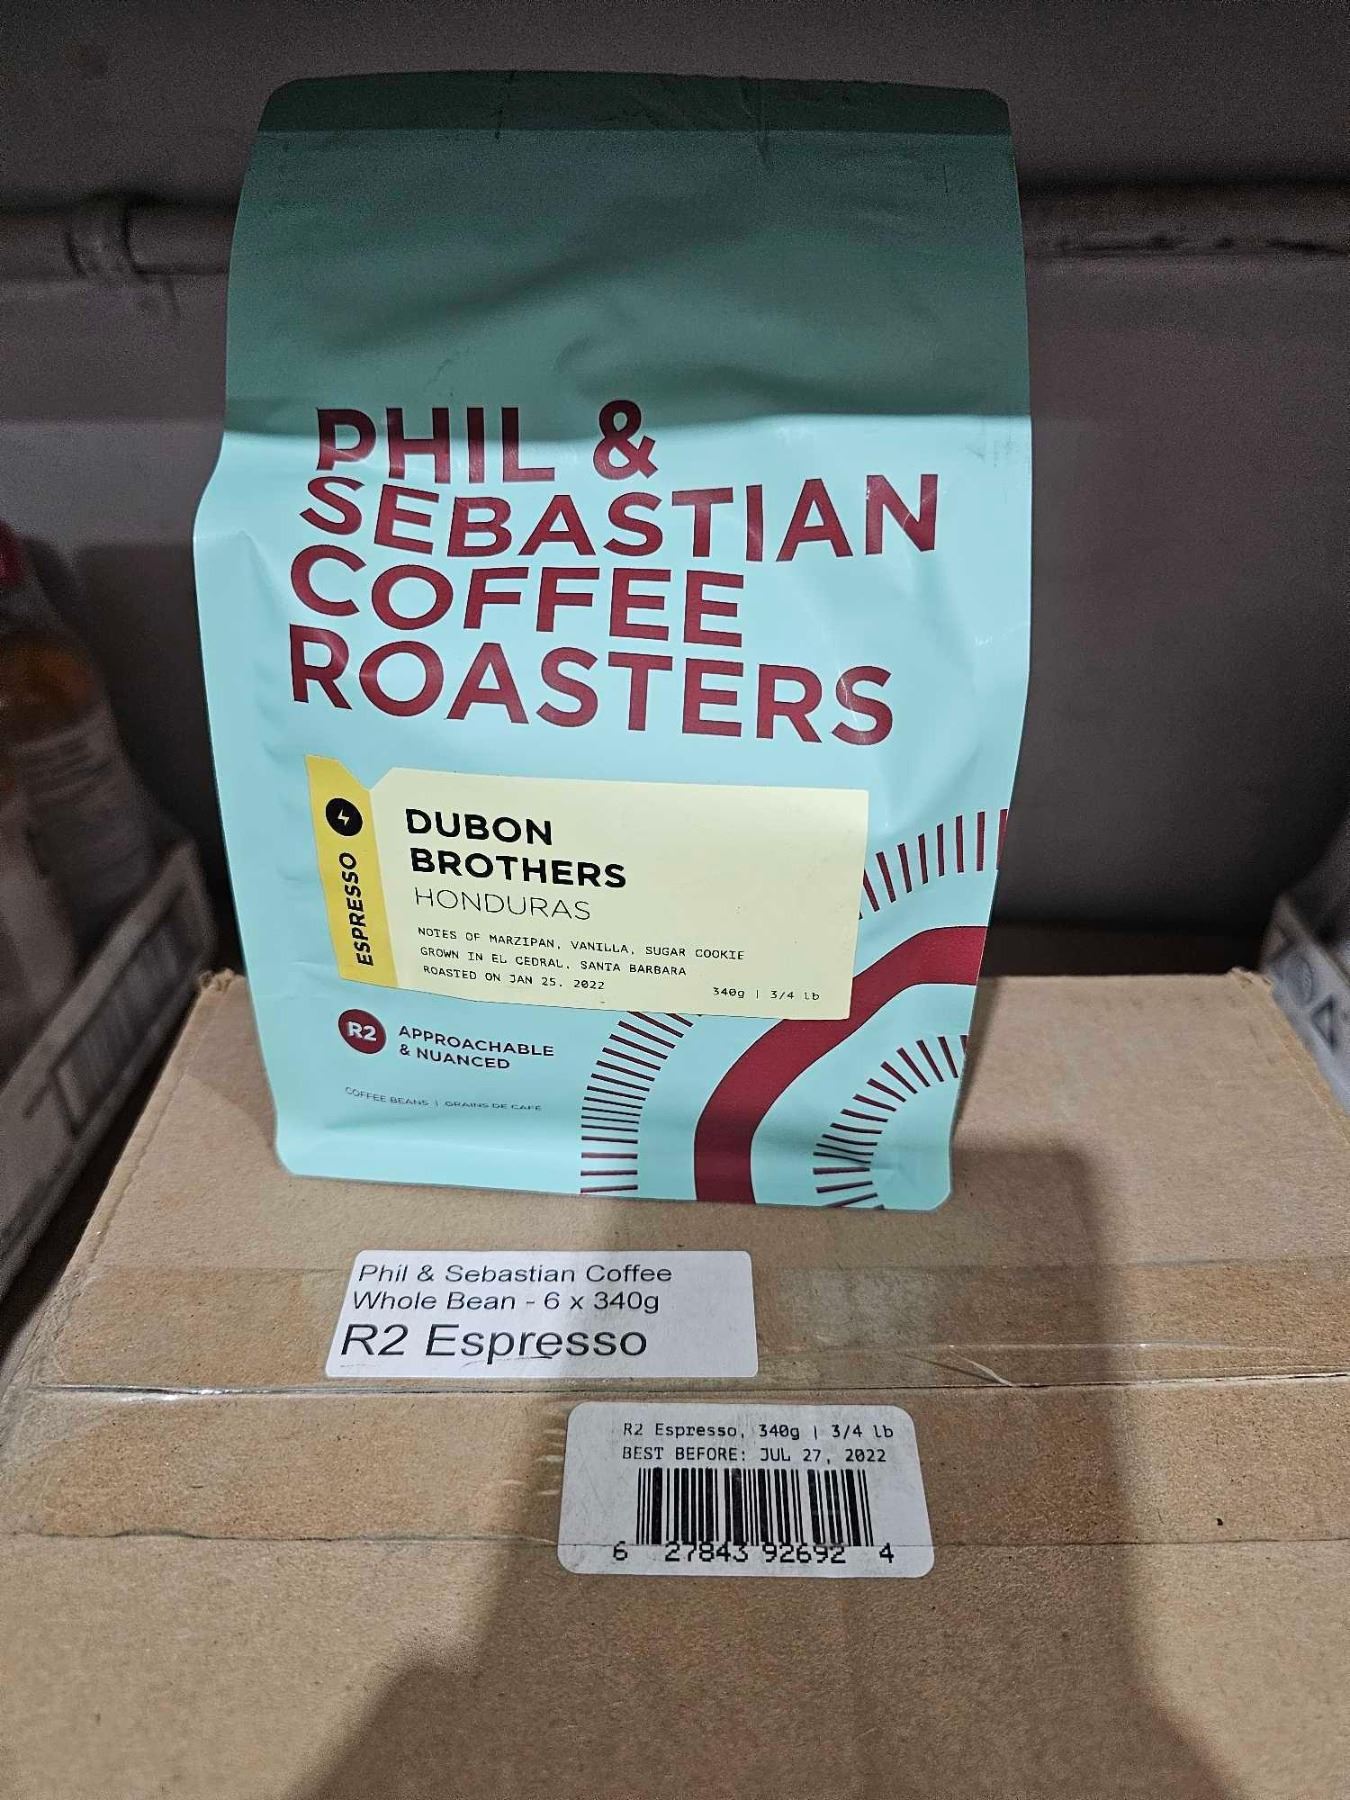 PHIL &
SEBASTIAN
COFFEE
ROASTERS
ESPRESSO
DUBON
BROTHERS
HONDURAS
NOTES OF MARZIPAN, VANILLA, SUGAR COOKIE
GROWN IN EL CEDRAL, SANTA BARBARA
ROASTED ON JAN 25, 2022
340g | 3/4 lb
R2
APPROACHABLE
& NUANCED
COFFEE BEANS | GRAINS DE CAFÉ
Phil & Sebastian Coffee
Whole Bean - 6 x 340g
R2 Espresso
R2 Espresso, 340g | 3/4 lb
BEST BEFORE: JUL 27, 2022
6 27843 92692 4